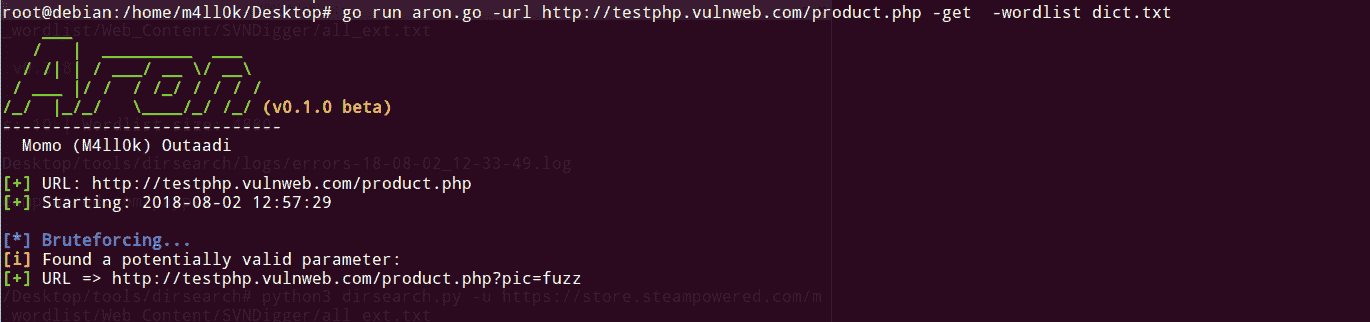 root@debian:/home/m4ll0k/Desktop# go run aron.go -url http://testphp.vulnweb.com/product.php -get  -wordlist dict.txt
_wordlist/Web_Content/SVNDigger/all_ext.txt
Aron (v0.1.0 beta)
----------------------------
Momo (M4ll0k) Outaadi
Desktop/tools/dirsearch/logs/errors-18-08-02_12-33-49.log
[+] URL: http://testphp.vulnweb.com/product.php
[+] Starting: 2018-08-02 12:57:29
[*] Bruteforcing...
[i] Found a potentially valid parameter:
[+] URL => http://testphp.vulnweb.com/product.php?pic=fuzz
/Desktop/tools/dirsearch# python3 dirsearch.py -u https://store.steampowered.com/m
_wordlist/Web_Content/SVNDigger/all_ext.txt